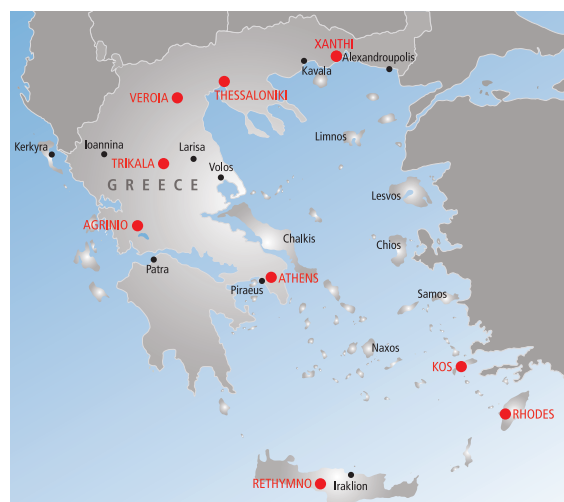 XANTHI
Alexandroupolis
Kavala
VEROIA
THESSALONIKI
Limnos
Kerkyra
Ioannina
Larisa
TRIKALA
Volos
GREECE
Lesvos
AGRINIO
Chalkis
Chios
Patra
Piraeus
ATHENS
Samos
Naxos
KOS
RHODES
RETHYMNO
Iraklion